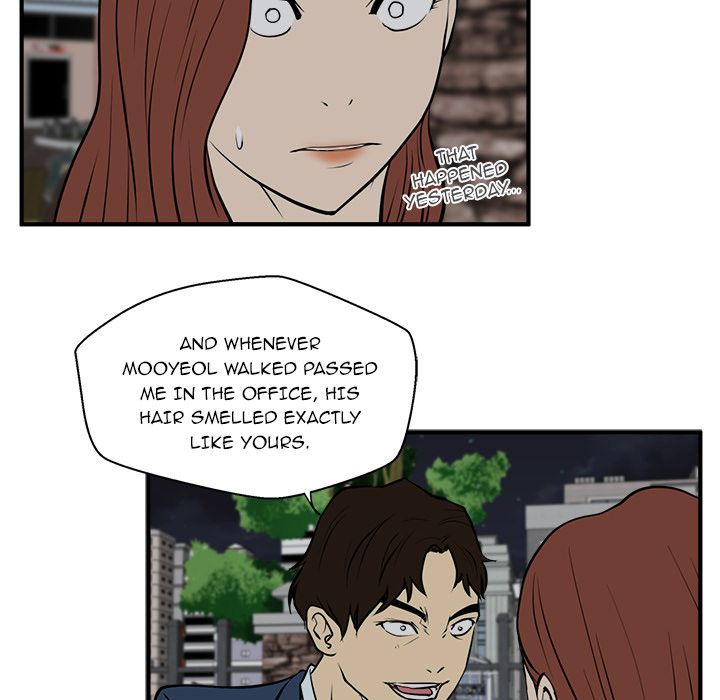 THAT
HAPPENED
YESTERDAY...
AND WHENEVER
MOOYEOL WALKED PASSED
ME IN THE OFFICE, HIS
HAIR SMELLED EXACTLY
LIKE YOURS.